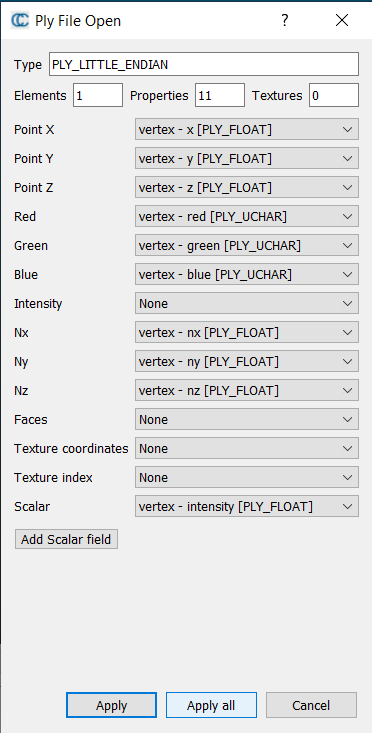 Ply File Open
Type PLY_LITTLE_ENDIAN
Elements 1 Properties 11 Textures 0
Point X vertex - x [PLY_FLOAT]
Point Y vertex - y [PLY_FLOAT]
Point Z vertex - z [PLY_FLOAT]
Red vertex - red [PLY_UCHAR]
Green vertex - green [PLY_UCHAR]
Blue vertex - blue [PLY_UCHAR]
Intensity None
Nx vertex - nx [PLY_FLOAT]
Ny vertex - ny [PLY_FLOAT]
Nz vertex - nz [PLY_FLOAT]
Faces None
Texture coordinates None
Texture index None
Scalar vertex - intensity [PLY_FLOAT]
Add Scalar field
Apply Apply all Cancel